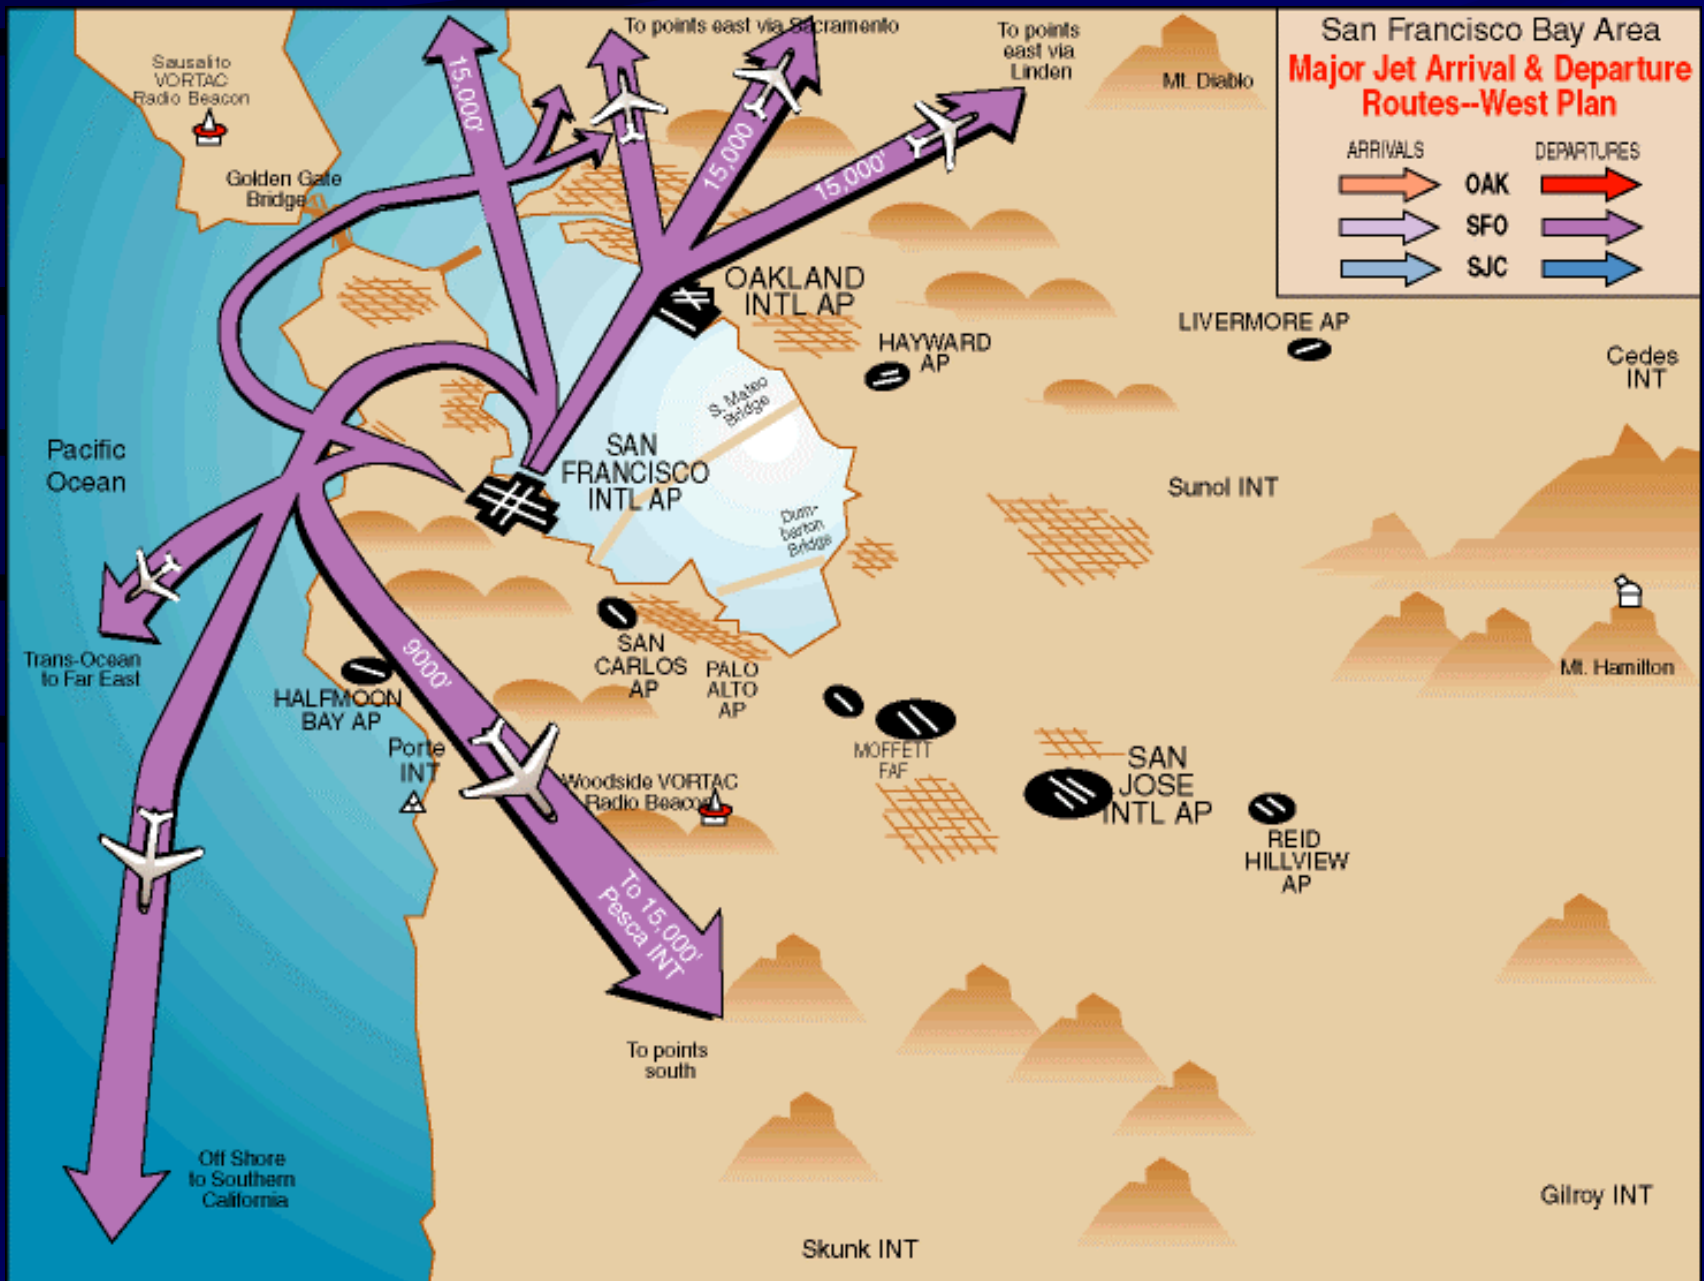 San Francisco Bay Area
Major Jet Arrival & Departure
Routes--West Plan
ARRIVALS
DEPARTURES
OAK
SFO
SJC
To points east via Sacramento
To points
east via
Linden
Mt. Diablo
Sausalito
VORTAC
Radio Beacon
15,000'
15,000
15,000'
Golden Gate
Bridge
OAKLAND
INTL AP
HAYWARD
AP
LIVERMORE AP
Cedes
INT
S. Mateo
Bridge
Pacific
Ocean
SAN
FRANCISCO
INTL AP
Sunol INT
Dum-
barton
Bridge
Trans-Ocean
to Far East
9000'
SAN
CARLOS
AP
PALO
ALTO
AP
Mt. Hamilton
HALFMOON
BAY AP
Porte
INT
MOFFETT
FAF
Woodside VORTAC
Radio Beacon
SAN
JOSE
INTL AP
REID
HILLVIEW
AP
To 15,000'
Pesca INT
To points
south
Off Shore
to Southern
California
Gilroy INT
Skunk INT